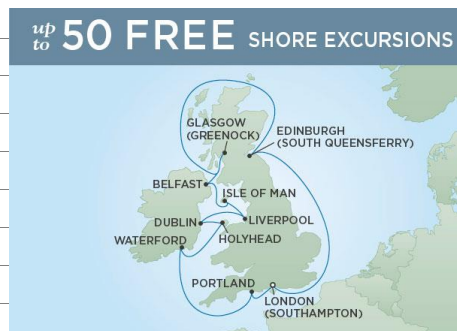 up to 50 FREE SHORE EXCURSIONS
GLASGOW
(GREENOCK)
EDINBURGH
(SOUTH QUEENSFERRY)
BELFAST
ISLE OF MAN
DUBLIN
LIVERPOOL
WATERFORD
HOLYHEAD
PORTLAND
LONDON
(SOUTHAMPTON)